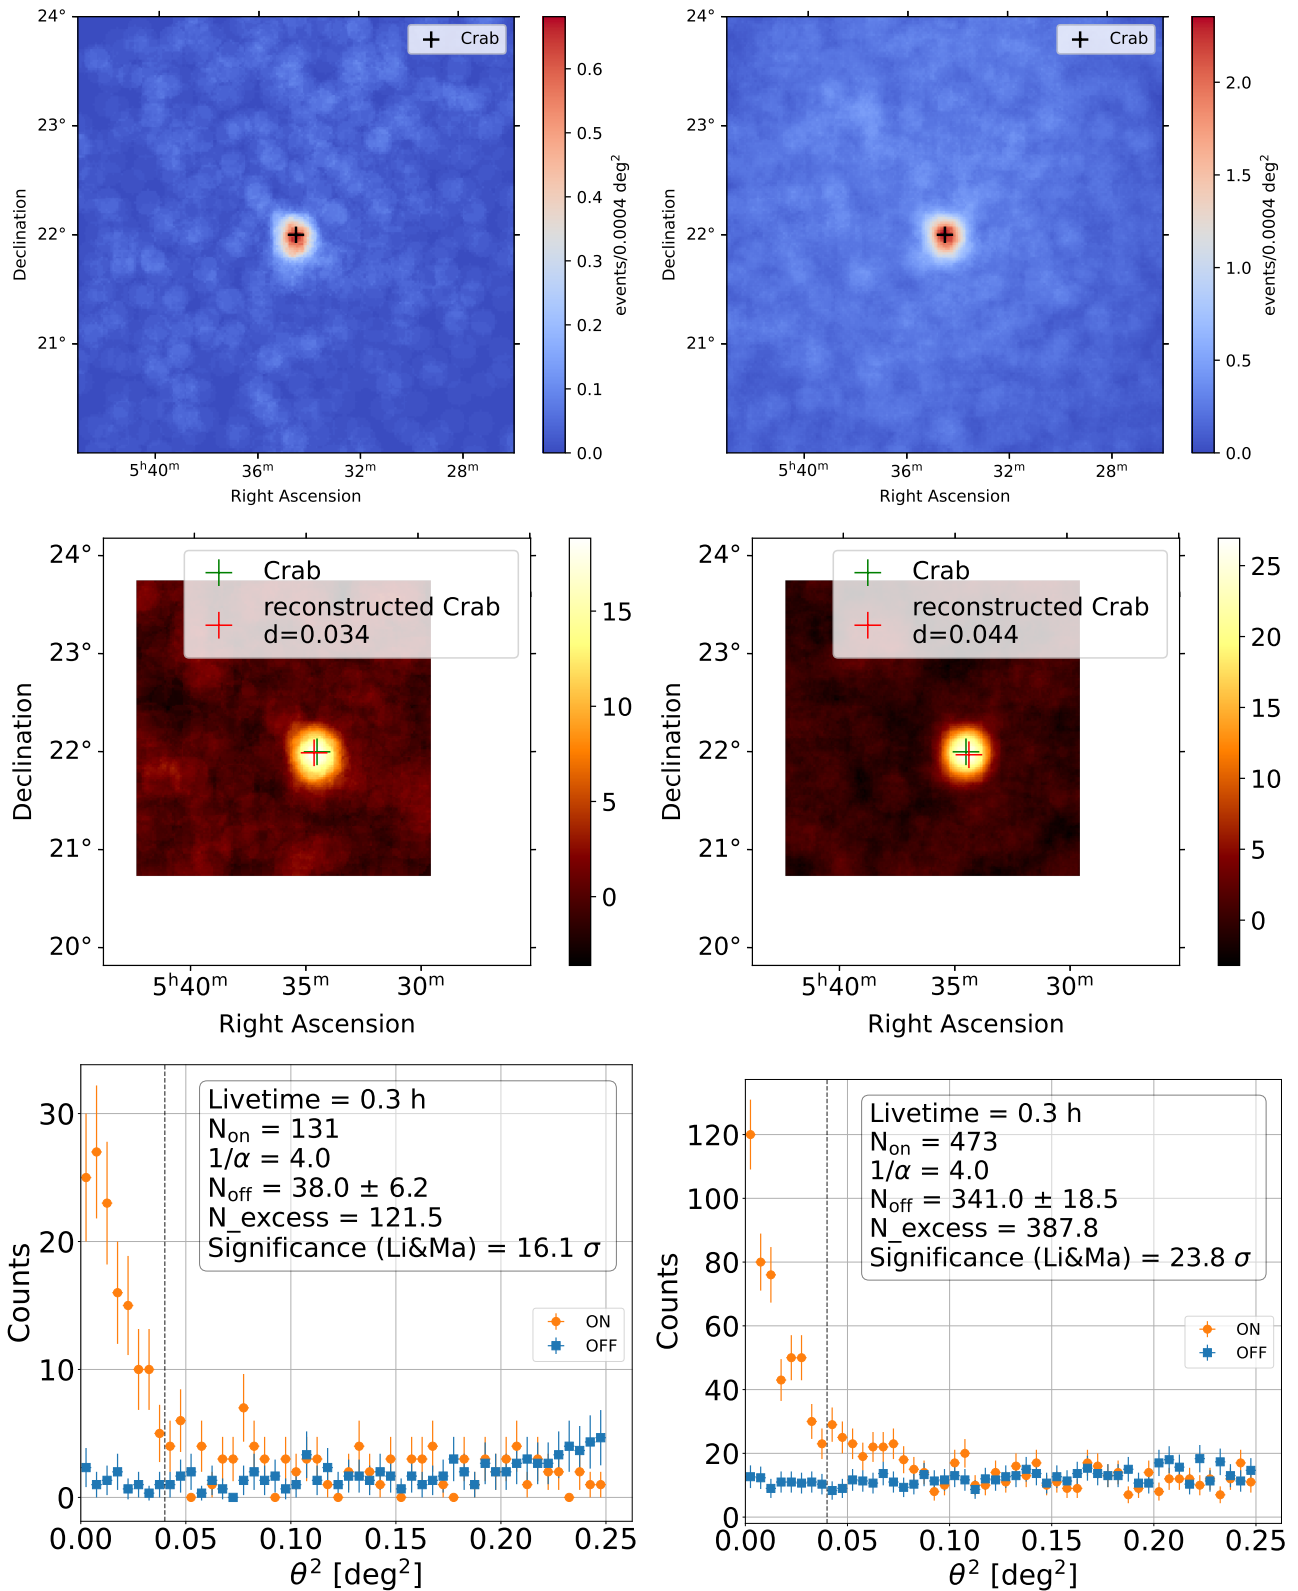 24°
23°
22°
21°
Declination
5ʰ40ᵐ
36ᵐ
32ᵐ
28ᵐ
Right Ascension
Crab
0.6
0.5
0.4
0.3
0.2
0.1
0.0
events/0.0004 deg²
24°
23°
22°
21°
Declination
5ʰ40ᵐ
36ᵐ
32ᵐ
28ᵐ
Right Ascension
Crab
2.0
1.5
1.0
0.5
0.0
events/0.0004 deg²
24°
23°
22°
21°
20°
Declination
5ʰ40ᵐ
35ᵐ
30ᵐ
Right Ascension
Crab
reconstructed Crab
d=0.034
15
10
5
0
24°
23°
22°
21°
20°
Declination
5ʰ40ᵐ
35ᵐ
30ᵐ
Right Ascension
Crab
reconstructed Crab
d=0.044
25
20
15
10
5
0
30
20
10
0
Counts
0.00
0.05
0.10
0.15
0.20
0.25
θ² [deg²]
Livetime = 0.3 h
Nₒₙ = 131
1/α = 4.0
N_off = 38.0 ± 6.2
N_excess = 121.5
Significance (Li&Ma) = 16.1 σ
ON
OFF
120
100
80
60
40
20
0
Counts
0.00
0.05
0.10
0.15
0.20
0.25
θ² [deg²]
Livetime = 0.3 h
Nₒₙ = 473
1/α = 4.0
N_off = 341.0 ± 18.5
N_excess = 387.8
Significance (Li&Ma) = 23.8 σ
ON
OFF